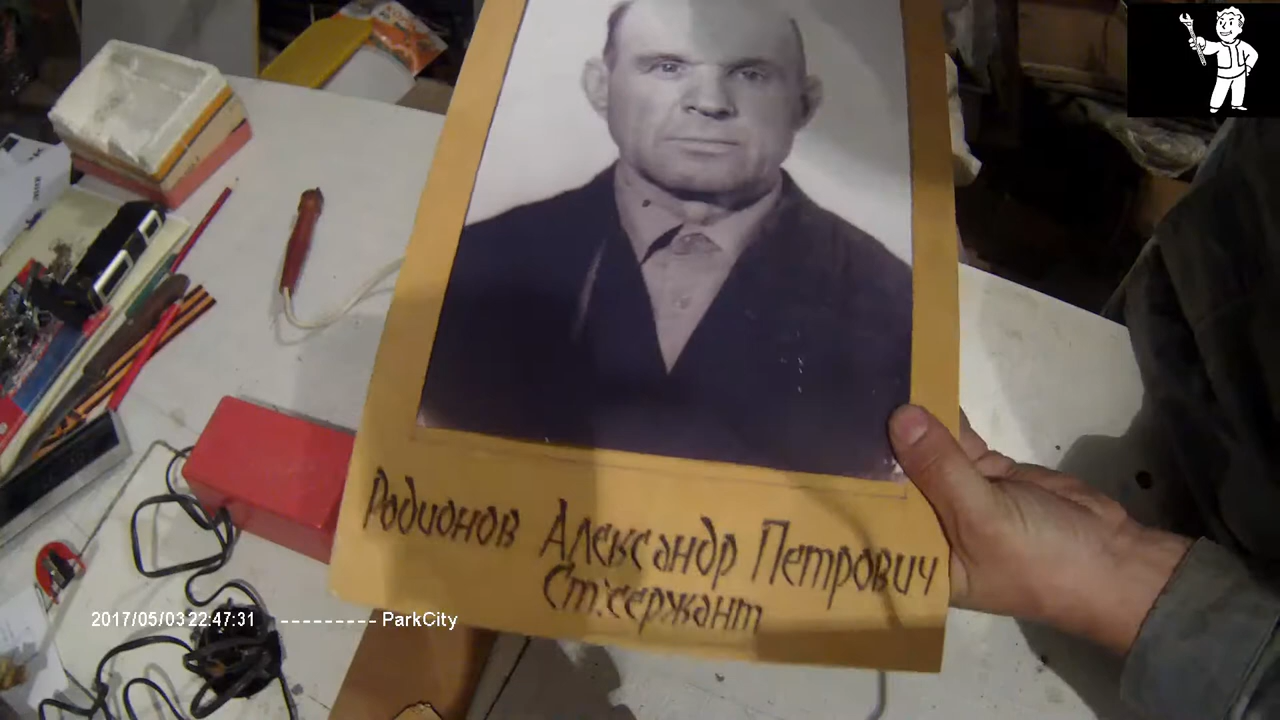 Родионов Александр Петрович
Ст. сержант
2017/05/03 22:47:31 --------- ParkCity